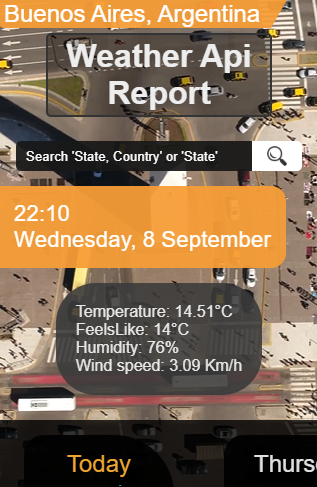 Buenos Aires, Argentina
Weather Api
Report
Search 'State, Country' or 'State'
22:10
Wednesday, 8 September
Temperature: 14.51°C
FeelsLike: 14°C
Humidity: 76%
Wind speed: 3.09 Km/h
Today
Thurs